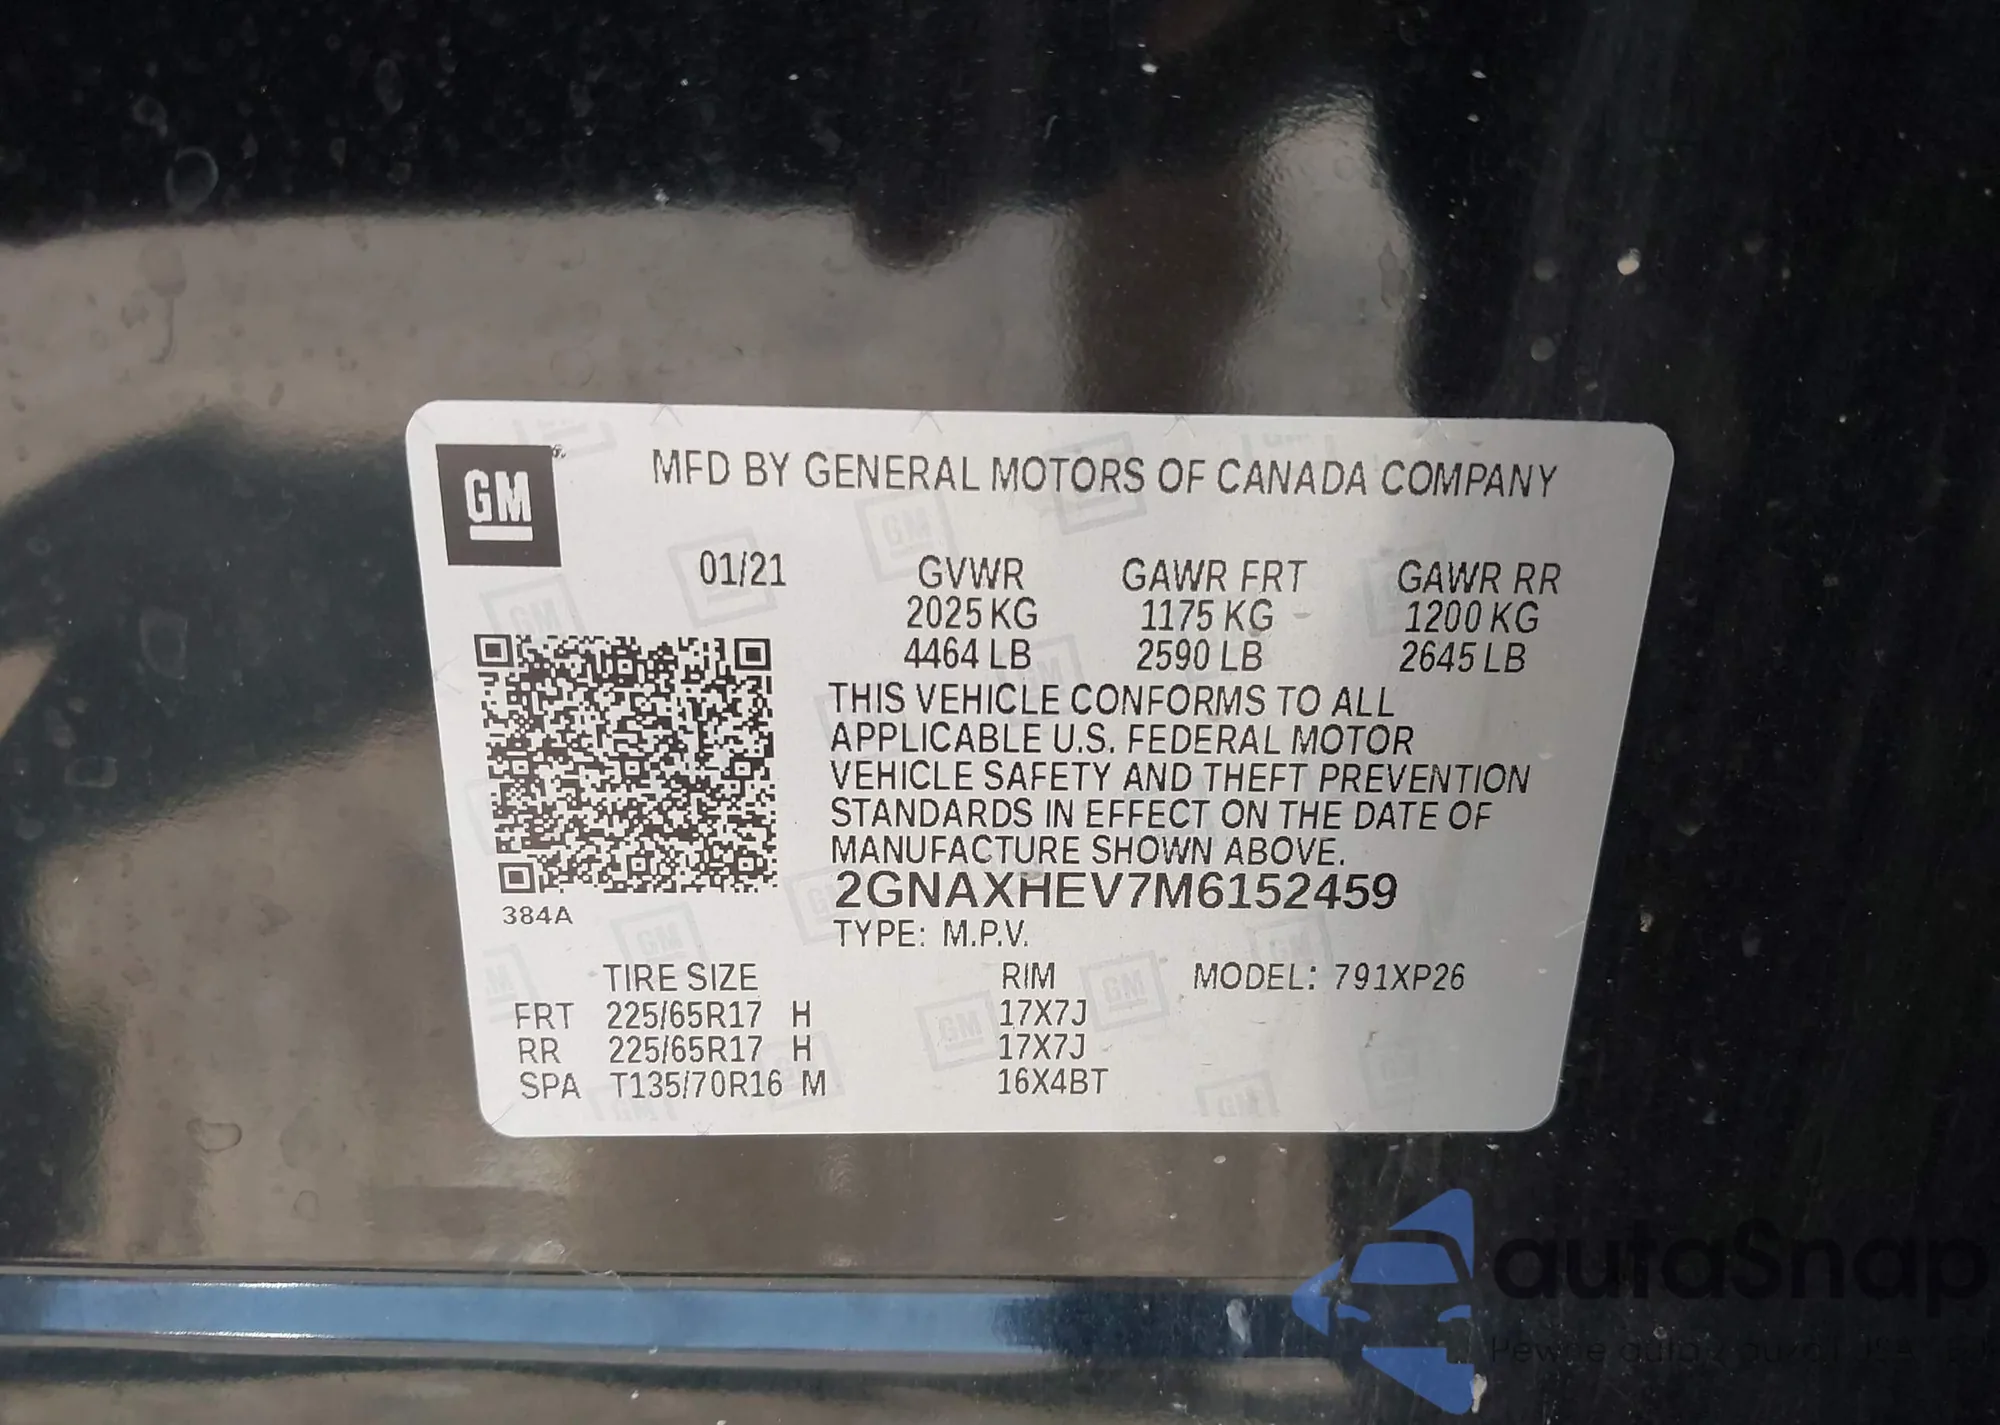 GM
MFD BY GENERAL MOTORS OF CANADA COMPANY
01/21 GVWR GAWR FRT GAWR RR
2025 KG 1175 KG 1200 KG
4464 LB 2590 LB 2645 LB
THIS VEHICLE CONFORMS TO ALL
APPLICABLE U.S. FEDERAL MOTOR
VEHICLE SAFETY AND THEFT PREVENTION
STANDARDS IN EFFECT ON THE DATE OF
MANUFACTURE SHOWN ABOVE.
2GNAXHEV7M6152459
384A
TYPE: M.P.V.
TIRE SIZE RIM MODEL: 791XP26
FRT 225/65R17 H 17X7J
RR 225/65R17 H 17X7J
SPA T135/70R16 M 16X4BT
autaSnap